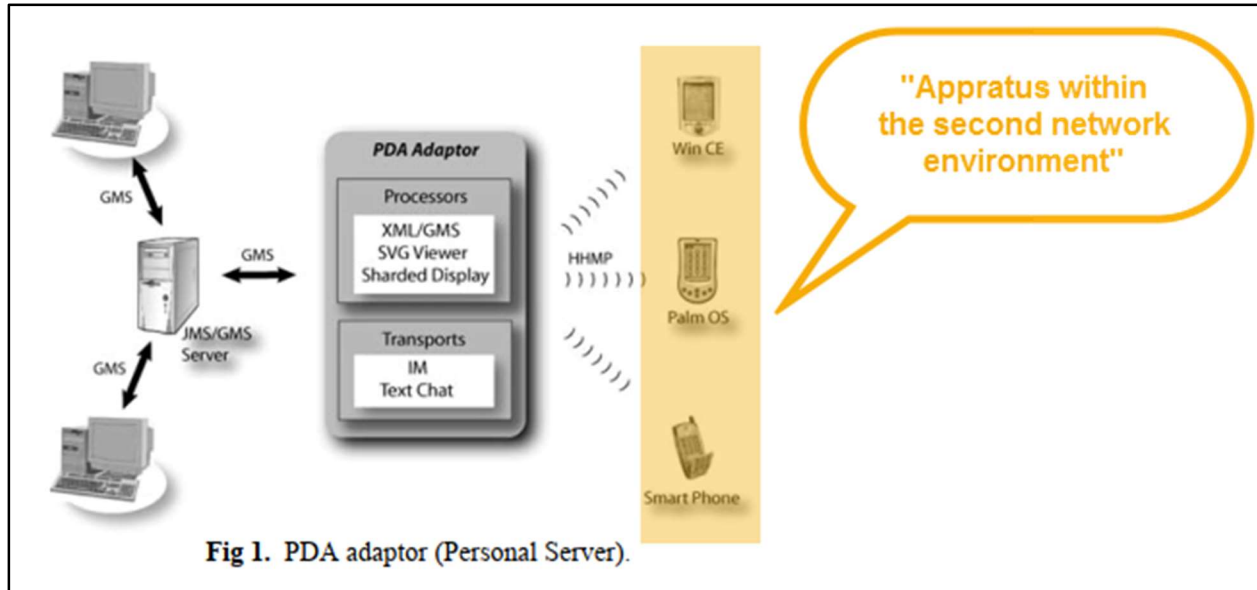 GMS
JMS/GMS
Server
GMS
GMS
PDA Adaptor
Processors
XML/GMS
SVG Viewer
Sharded Display
Transports
IM
Text Chat
HHMP
Win CE
Palm OS
Smart Phone
"Appratus within
the second network
environment"
Fig 1. PDA adaptor (Personal Server).